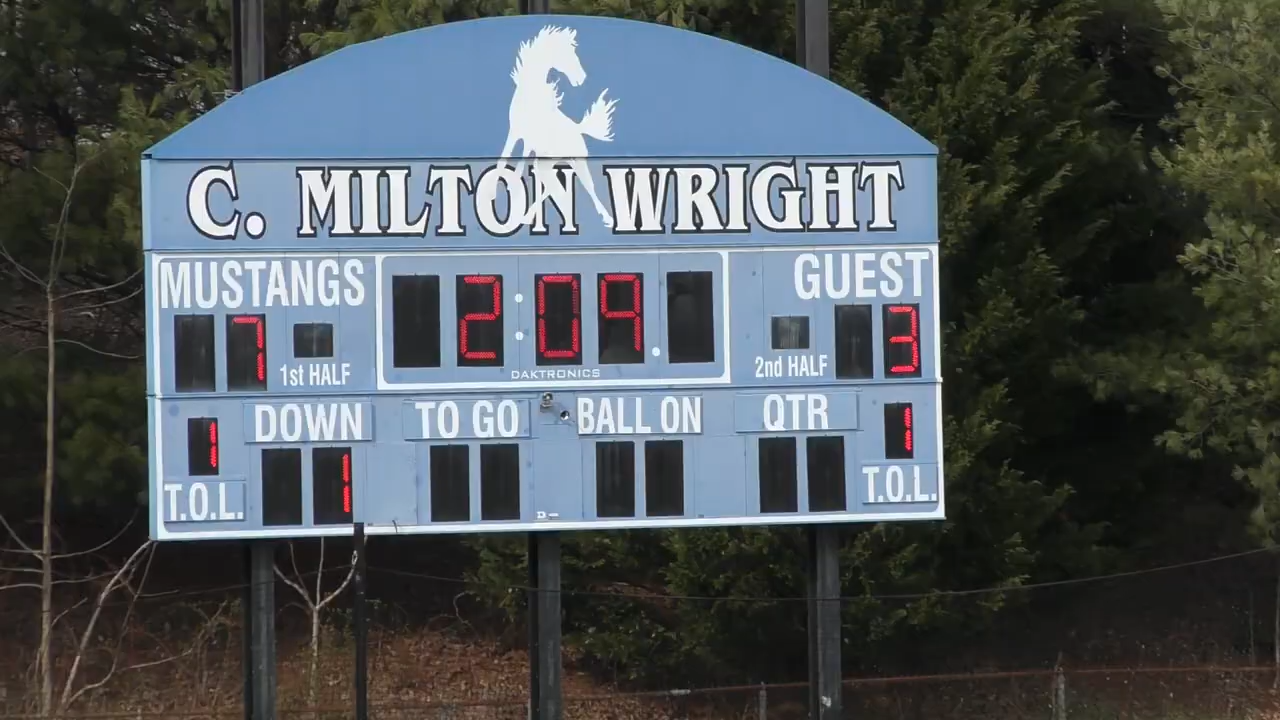 C. MILTON WRIGHT
MUSTANGS
2:09
GUEST
7
1st HALF
DAKTRONICS
2nd HALF
3
1
DOWN
TO GO
BALL ON
QTR
1
T.O.L.
1
T.O.L.